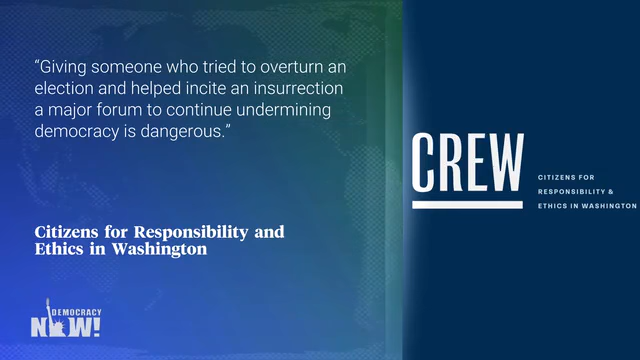 “Giving someone who tried to overturn an
election and helped incite an insurrection
a major forum to continue undermining
democracy is dangerous.”
Citizens for Responsibility and
Ethics in Washington
DEMOCRACY
NOW!
CREW
CITIZENS FOR
RESPONSIBILITY &
ETHICS IN WASHINGTON